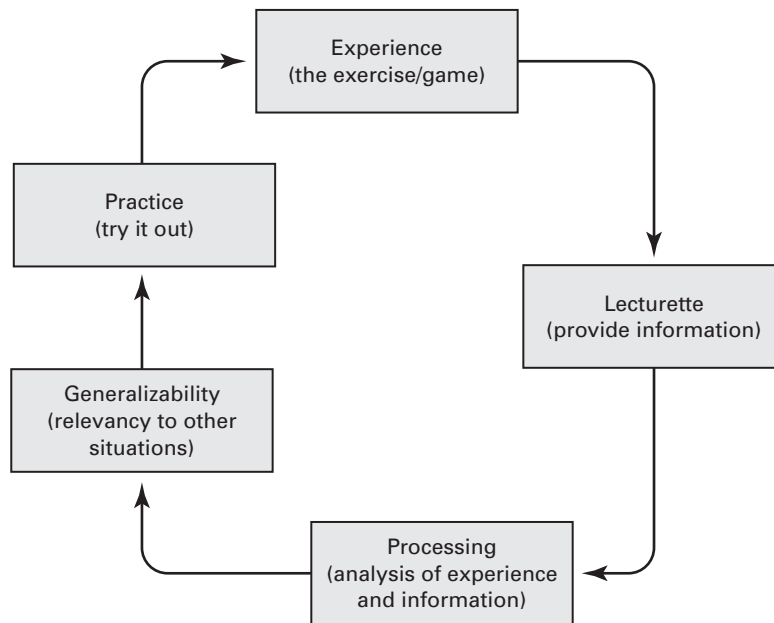 Experience
(the exercise/game)
Lecturette
(provide information)
Processing
(analysis of experience
and information)
Generalizability
(relevancy to other
situations)
Practice
(try it out)